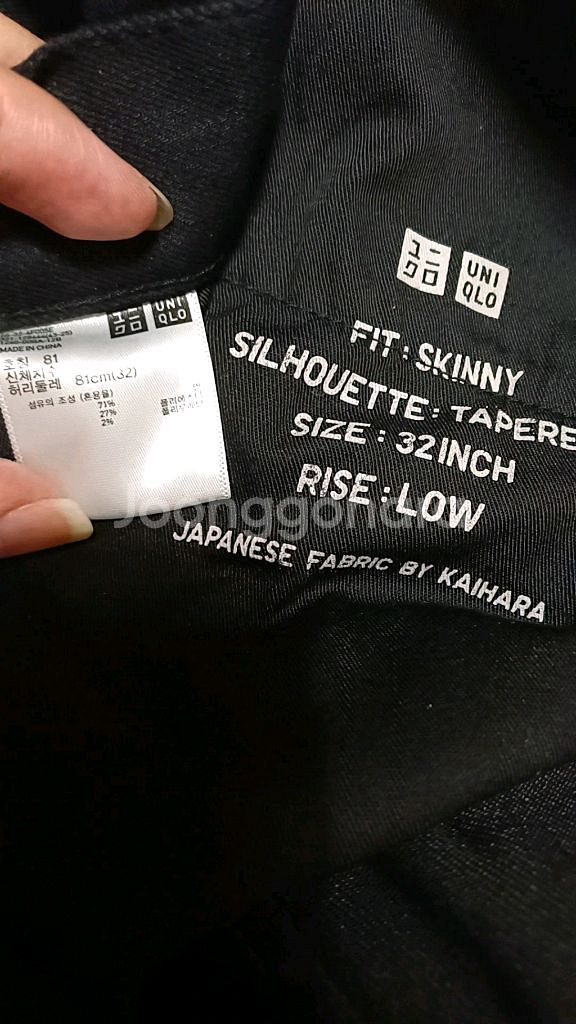 ユニ
クロ
UNI
QLO
FIT : SKINNY
SILHOUETTE : TAPERE
SIZE : 32INCH
RISE : LOW
JAPANESE FABRIC BY KAIHARA
ユニ
クロ
UNI
QLO
MADE IN CHINA
호칭 81
신체치수
허리둘레 81cm(32)
섬유의 조성 (혼용율)
71%
27%
2%
Joonggonara